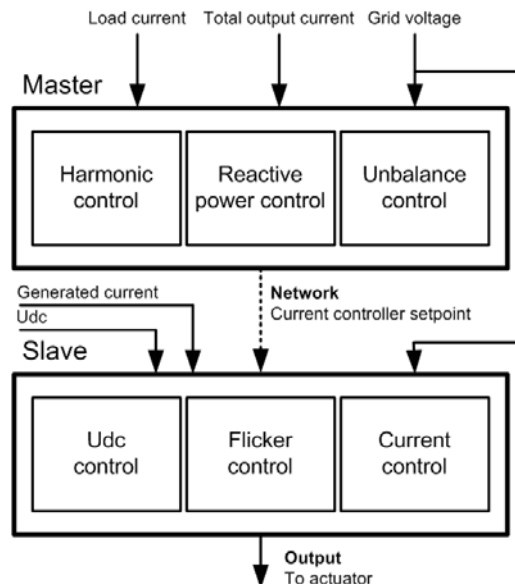 Load current
Total output current
Grid voltage
Master
Harmonic
control
Reactive
power control
Unbalance
control
Generated current
Udc
Network
Current controller setpoint
Slave
Udc
control
Flicker
control
Current
control
Output
To actuator